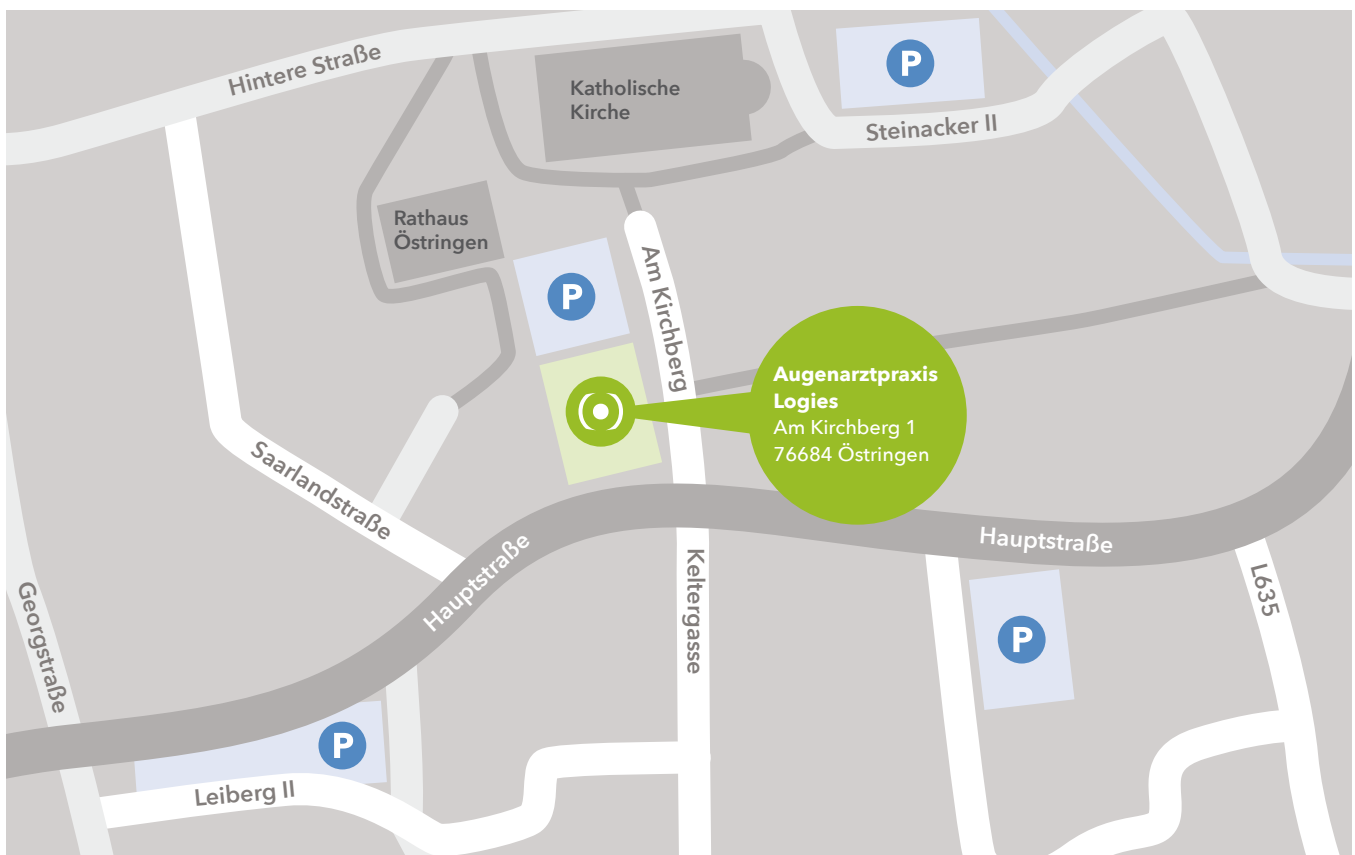 Hintere Straße
Katholische
Kirche
P
Steinacker II
Rathaus
Östringen
P
Am Kirchberg
Augenarztpraxis
Logies
Am Kirchberg 1
76684 Östringen
Saarlandstraße
Hauptstraße
Hauptstraße
Keltergasse
L635
Georgstraße
P
P
Leiberg II